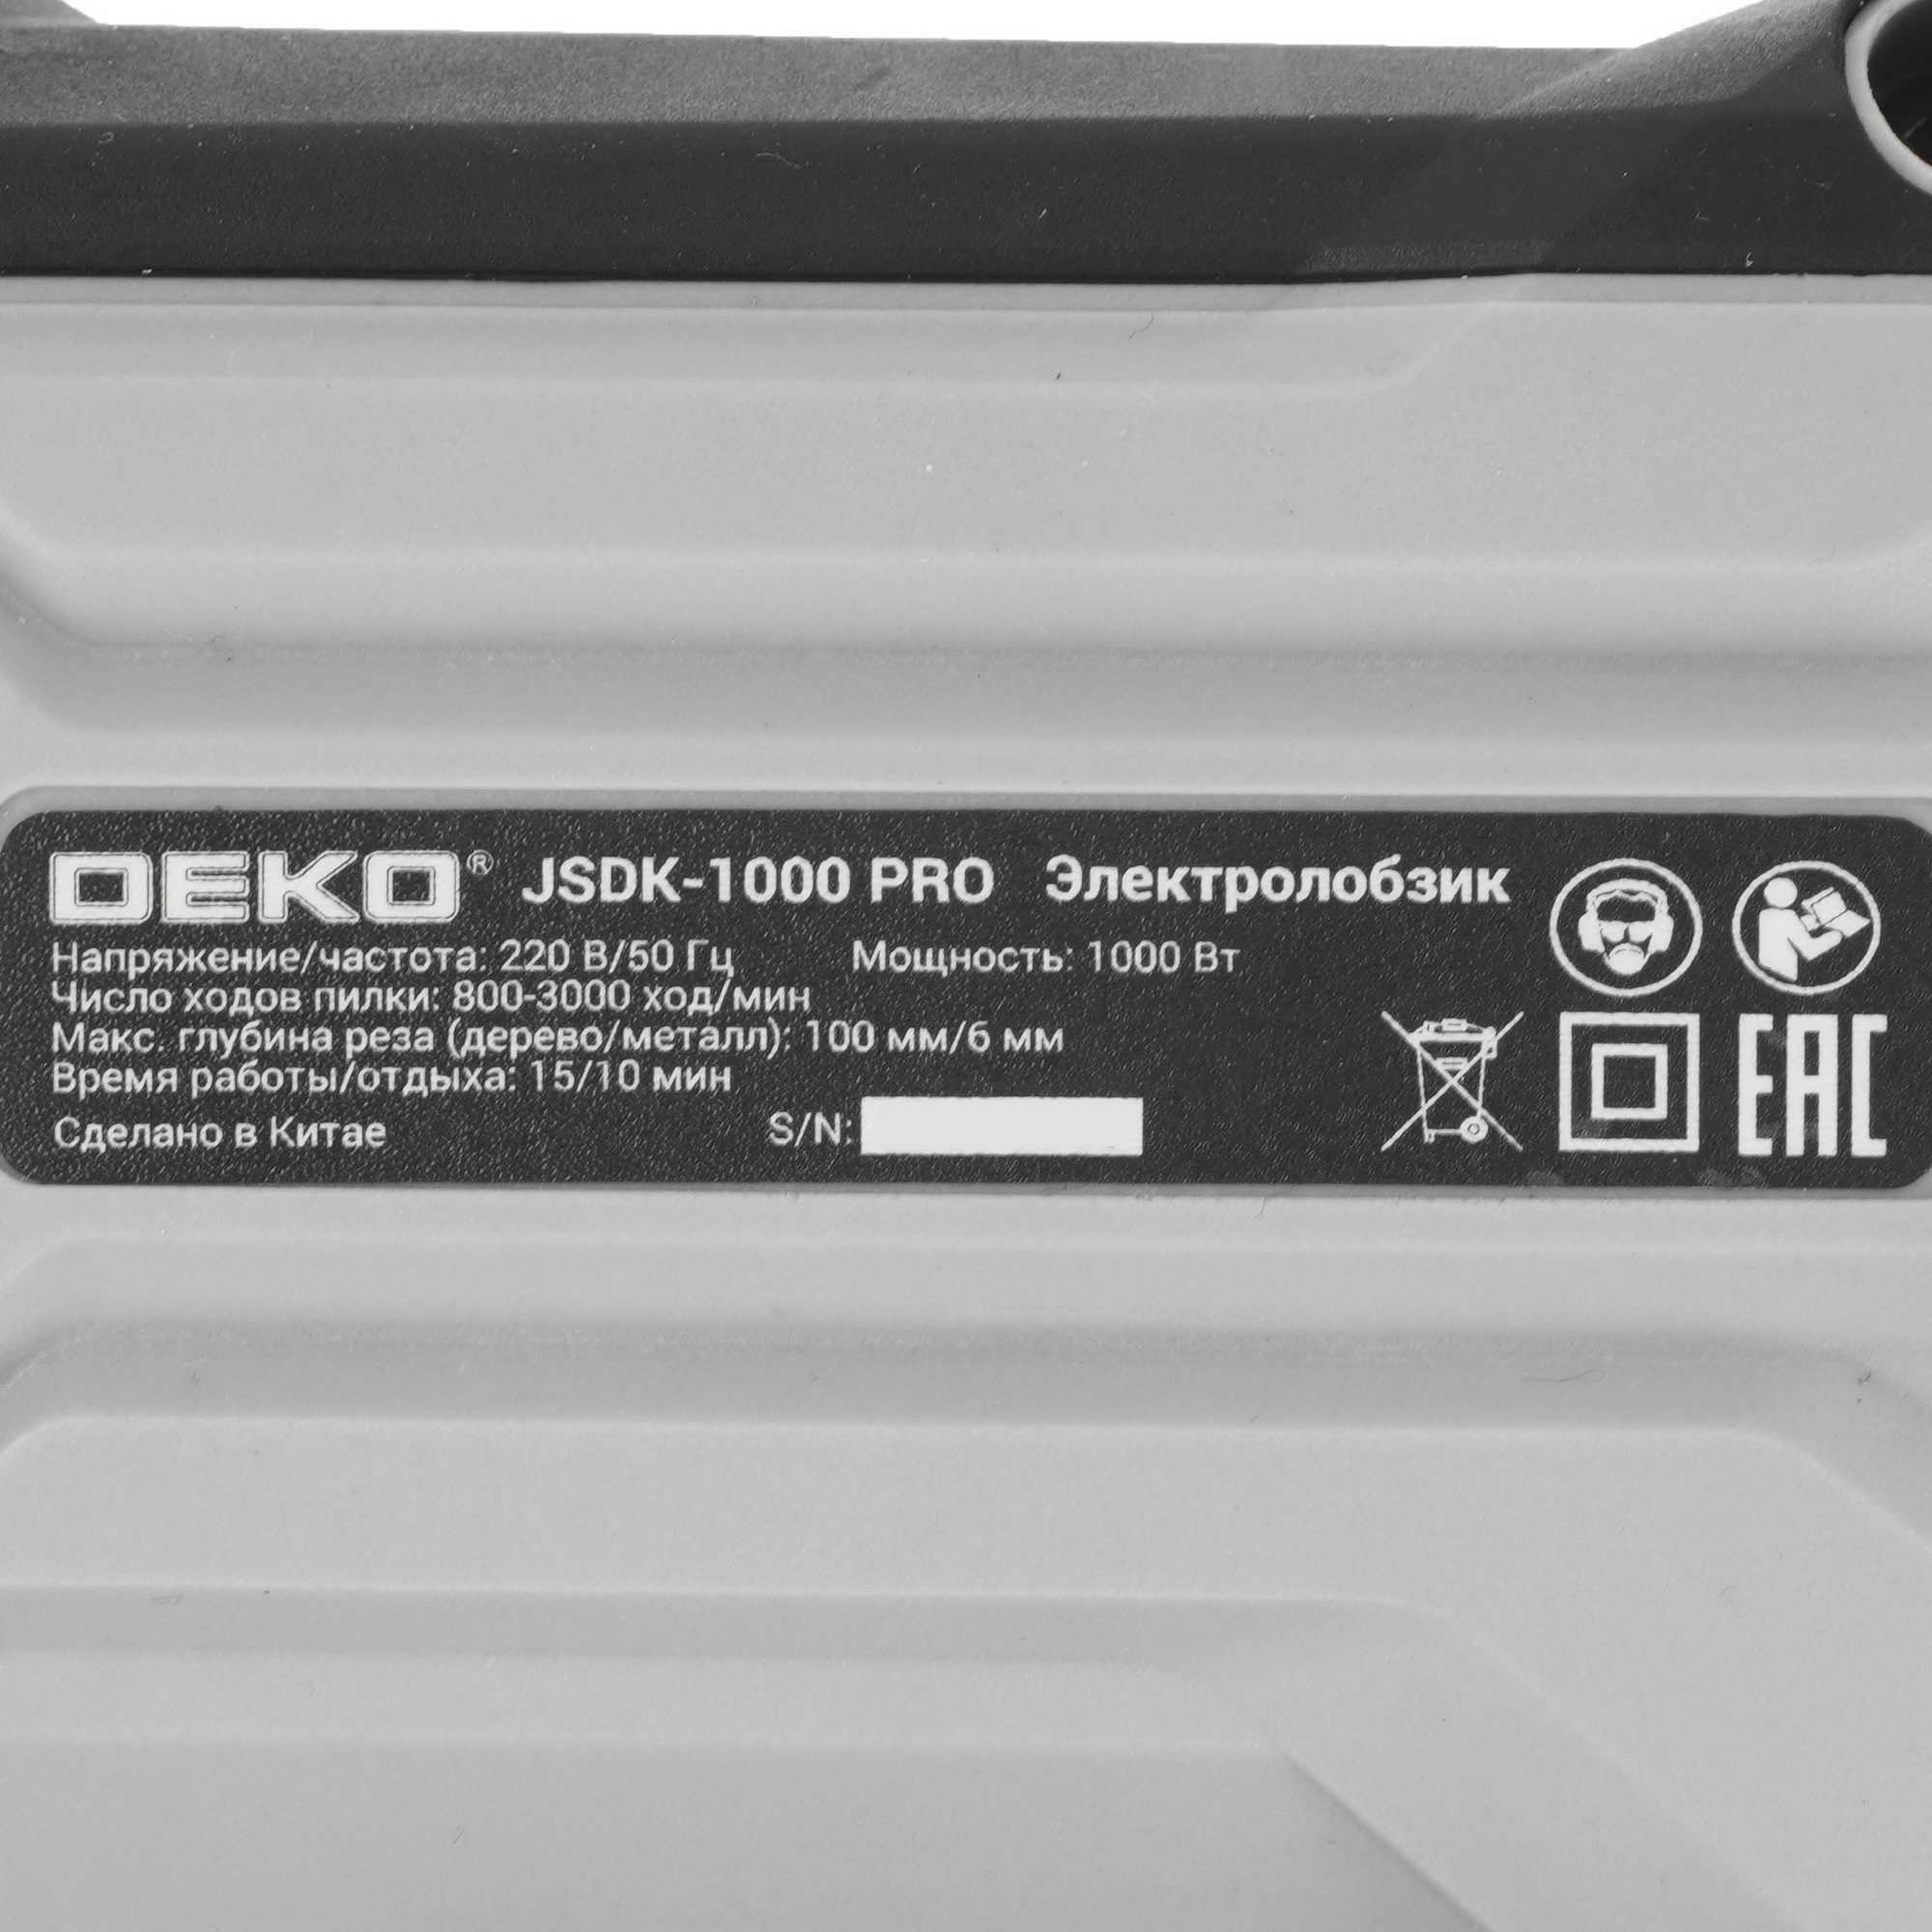 DEKO® JSDK-1000 PRO Электролобзик
Напряжение/частота: 220 В/50 Гц Мощность: 1000 Вт
Число ходов пилки: 800-3000 ход/мин
Макс. глубина реза (дерево/металл): 100 мм/6 мм
Время работы/отдыха: 15/10 мин
Сделано в Китае S/N:
EAC